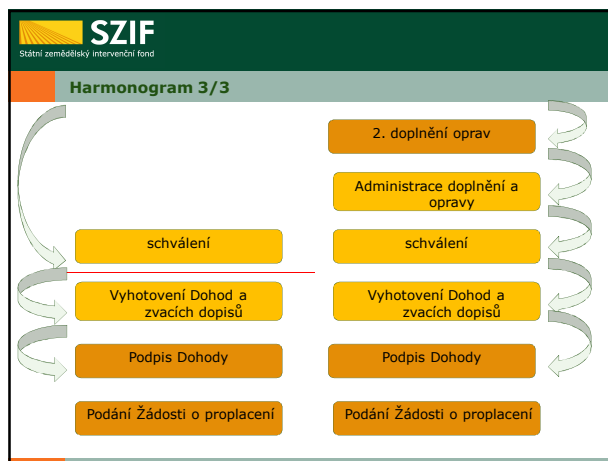 SZIF
Státní zemědělský intervenční fond
Harmonogram 3/3
2. doplnění oprav
Administrace doplnění a
opravy
schválení
schválení
Vyhotovení Dohod a
zvacích dopisů
Vyhotovení Dohod a
zvacích dopisů
Podpis Dohody
Podpis Dohody
Podání Žádosti o proplacení
Podání Žádosti o proplacení